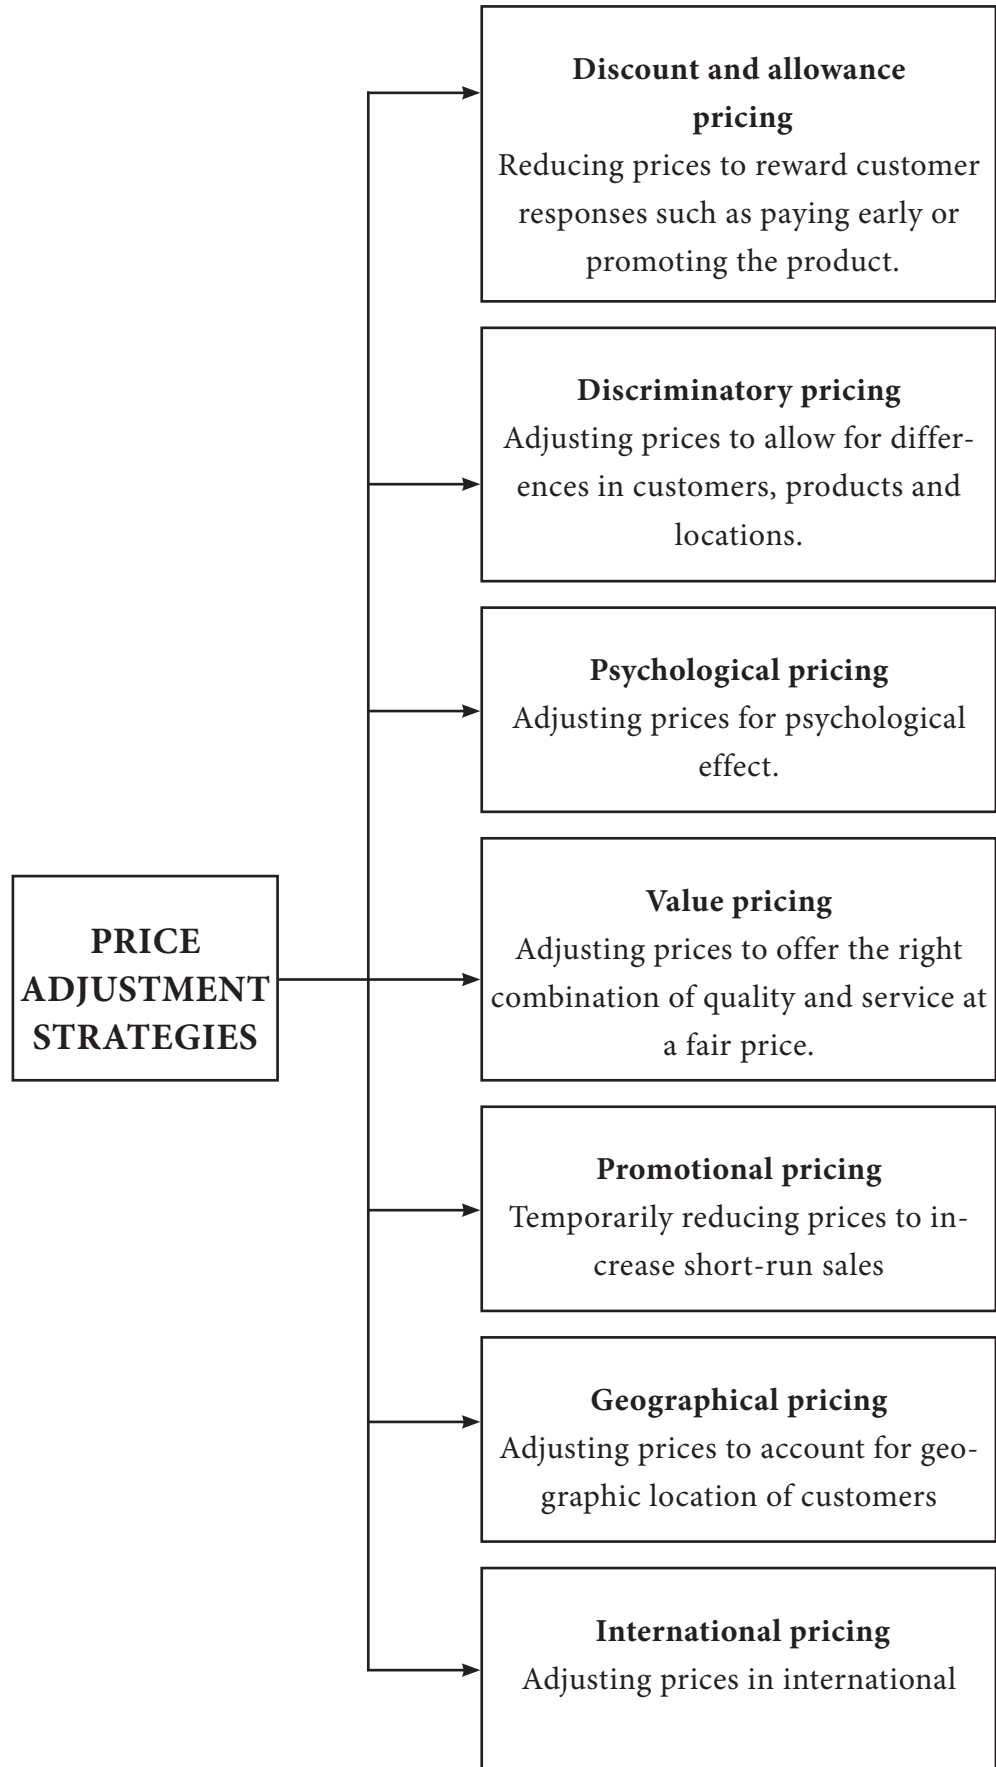 Discount and allowance
pricing
Reducing prices to reward customer
responses such as paying early or
promoting the product.
Discriminatory pricing
Adjusting prices to allow for differ-
ences in customers, products and
locations.
Psychological pricing
Adjusting prices for psychological
effect.
PRICE
ADJUSTMENT
STRATEGIES
Value pricing
Adjusting prices to offer the right
combination of quality and service at
a fair price.
Promotional pricing
Temporarily reducing prices to in-
crease short-run sales
Geographical pricing
Adjusting prices to account for geo-
graphic location of customers
International pricing
Adjusting prices in international